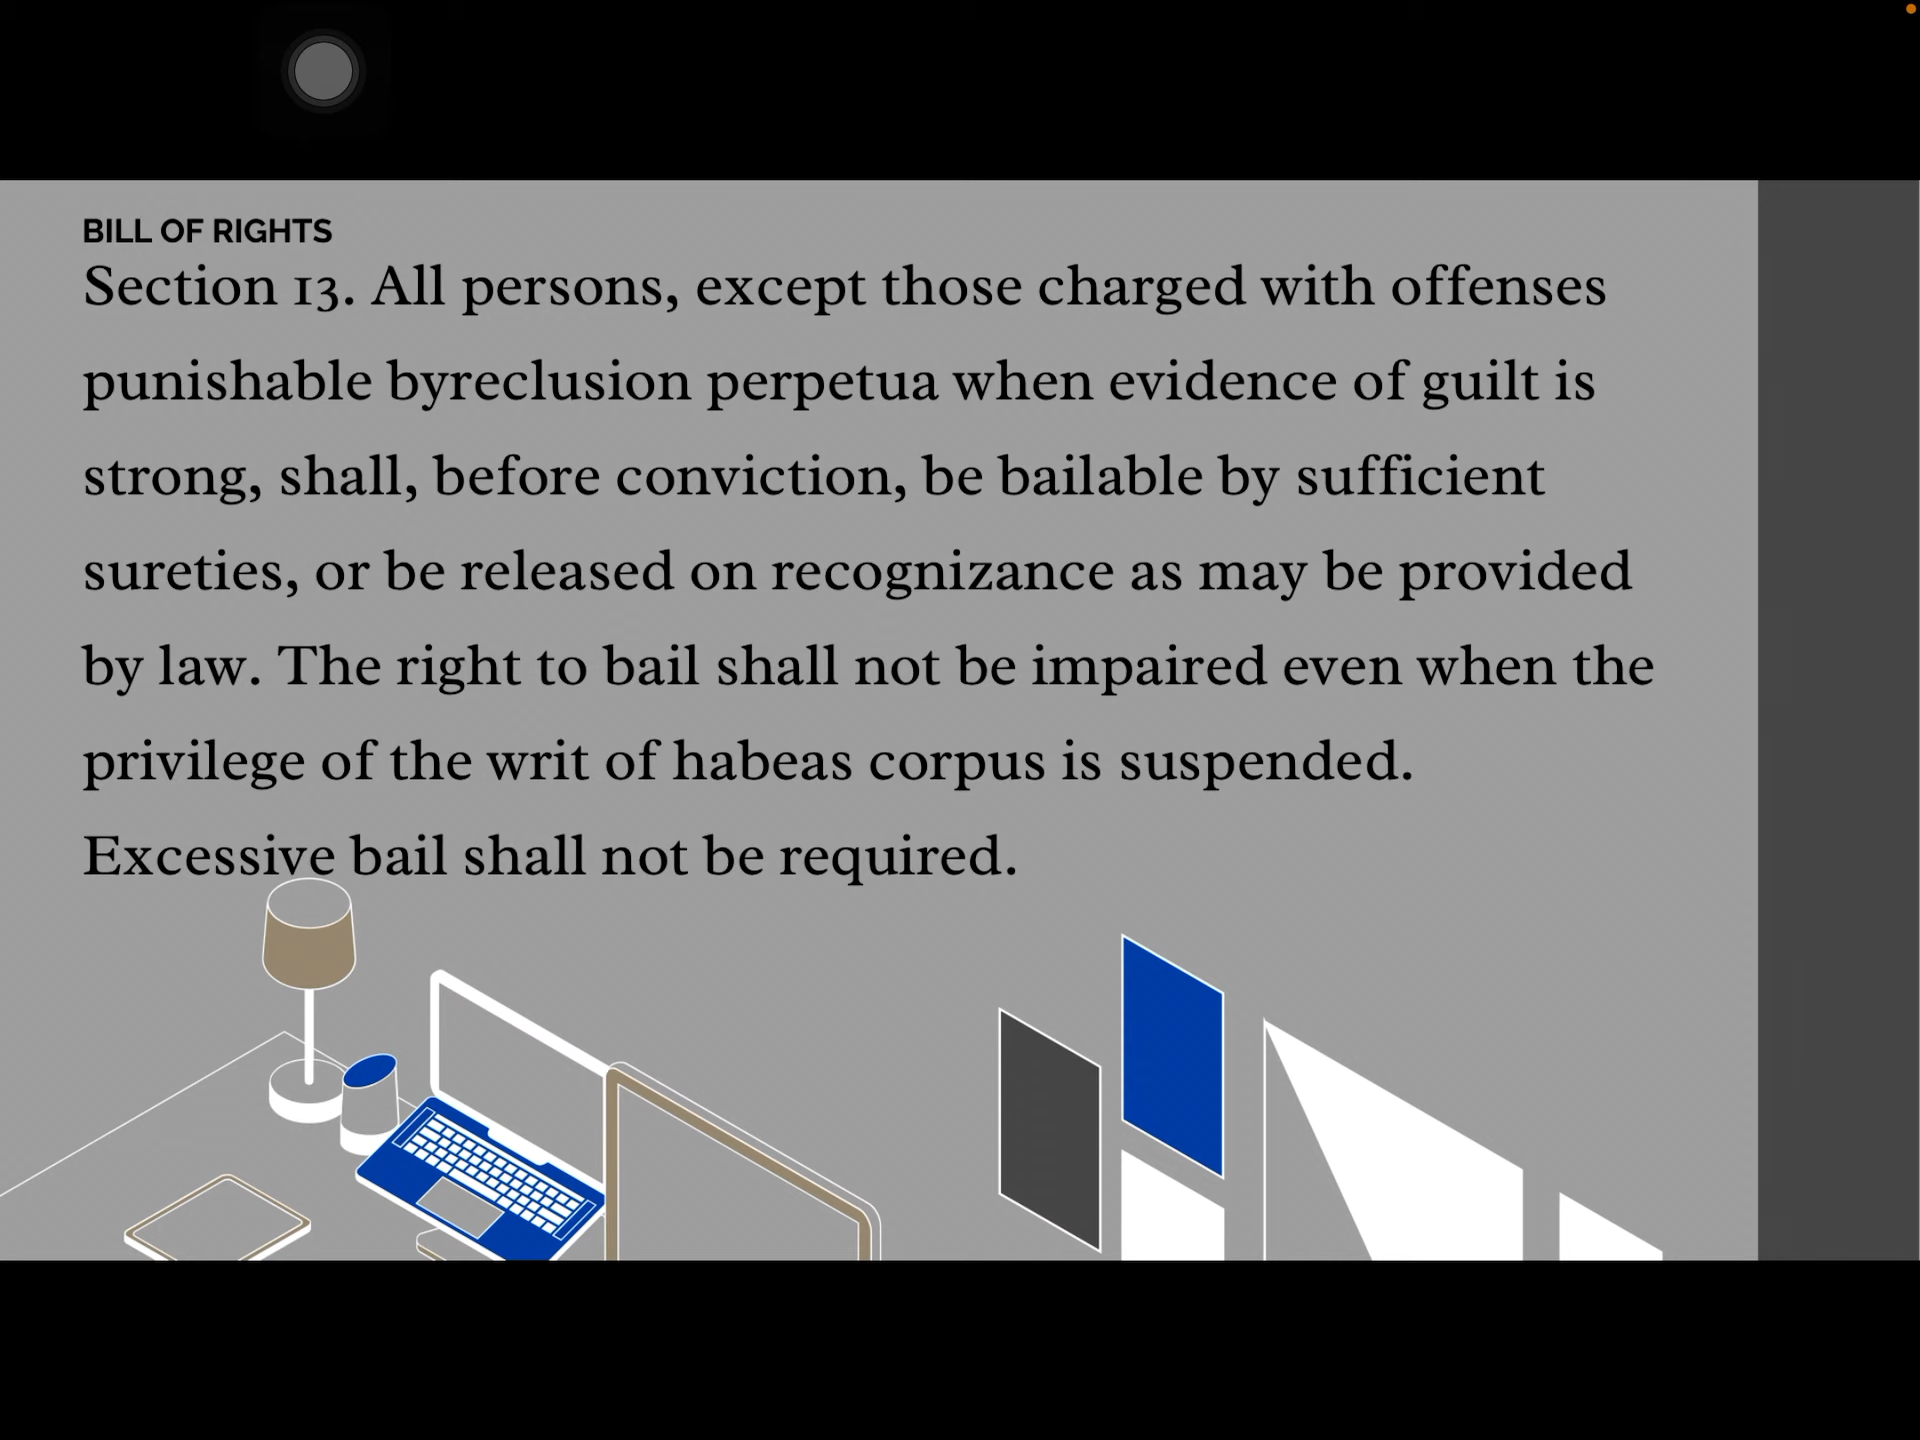 BILL OF RIGHTS
Section 13. All persons, except those charged with offenses
punishable byreclusion perpetua when evidence of guilt is
strong, shall, before conviction, be bailable by sufficient
sureties, or be released on recognizance as may be provided
by law. The right to bail shall not be impaired even when the
privilege of the writ of habeas corpus is suspended.
Excessive bail shall not be required.